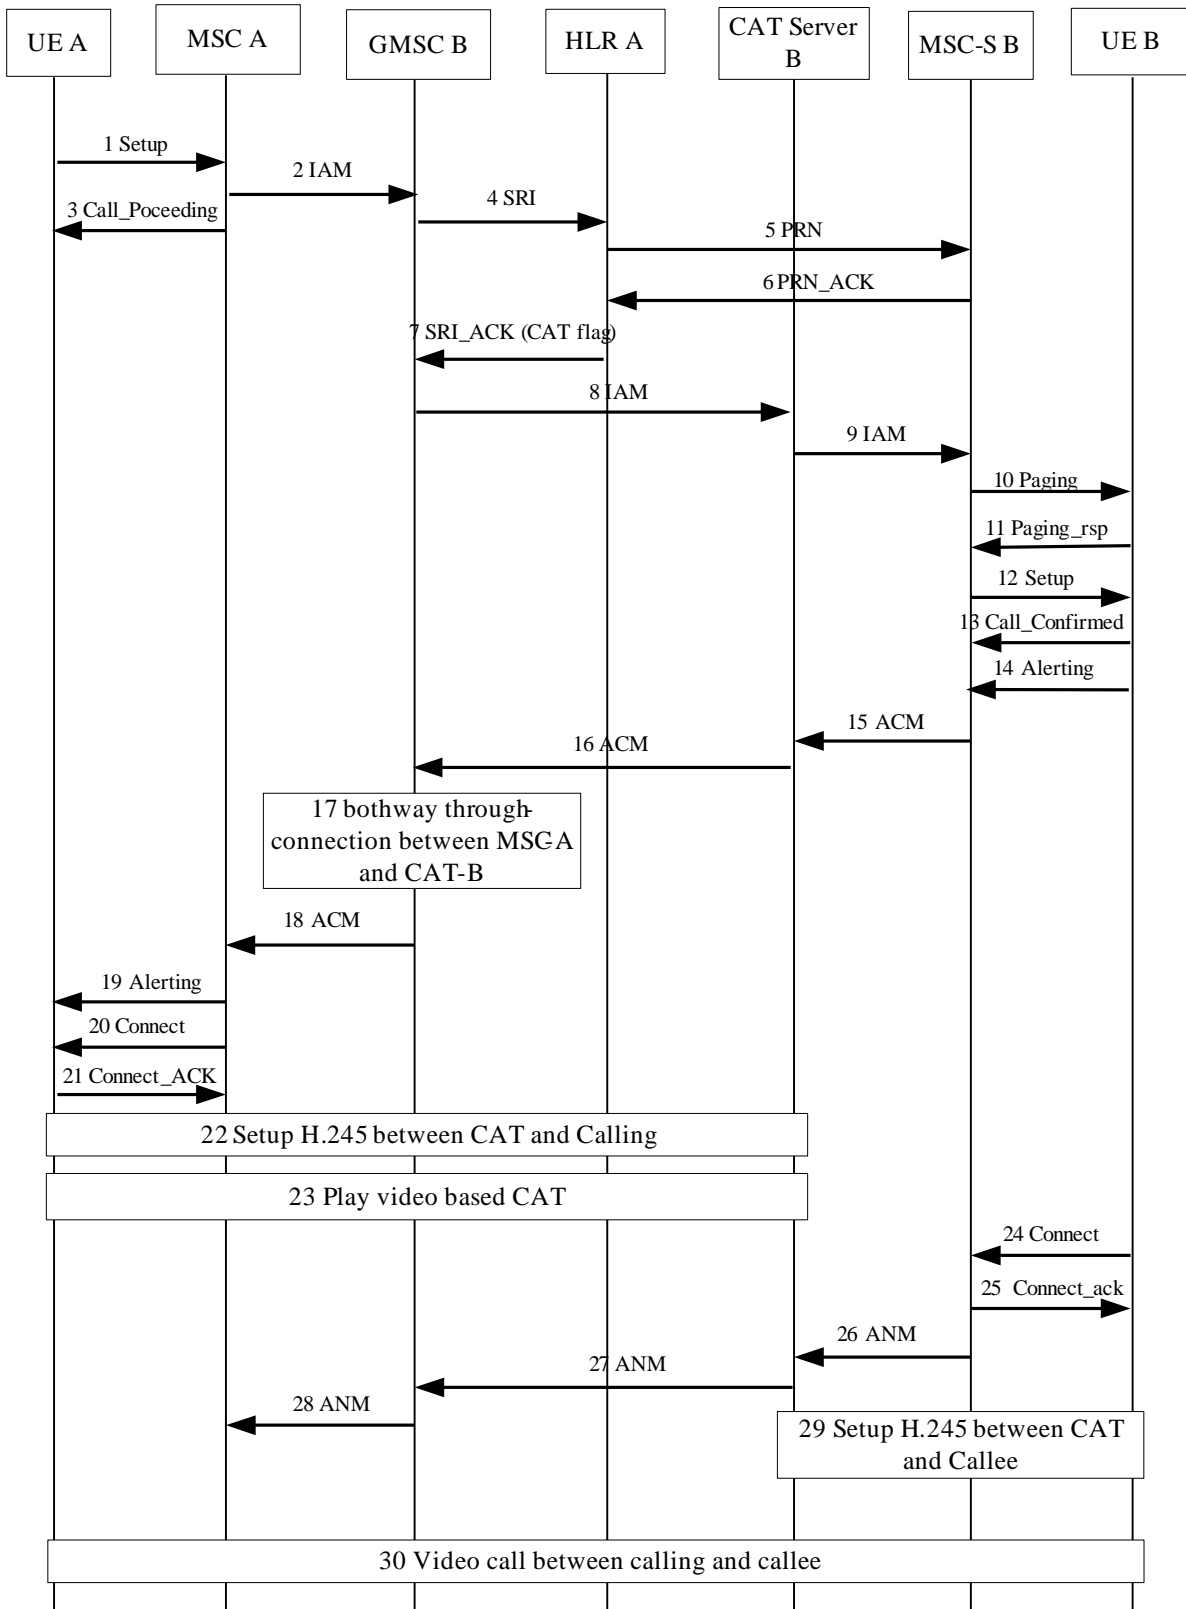 UE A
MSC A
GMSC B
HLR A
CAT Server
B
MSC-S B
UE B
1 Setup
2 IAM
3 Call_Poceeding
4 SRI
5 PRN
6 PRN_ACK
7 SRI_ACK (CAT flag)
8 IAM
9 IAM
10 Paging
11 Paging_rsp
12 Setup
13 Call_Confirmed
14 Alerting
15 ACM
16 ACM
17 bothway through-
connection between MSC-A
and CAT-B
18 ACM
19 Alerting
20 Connect
21 Connect_ACK
22 Setup H.245 between CAT and Calling
23 Play video based CAT
24 Connect
25 Connect_ack
26 ANM
27 ANM
28 ANM
29 Setup H.245 between CAT
and Callee
30 Video call between calling and callee